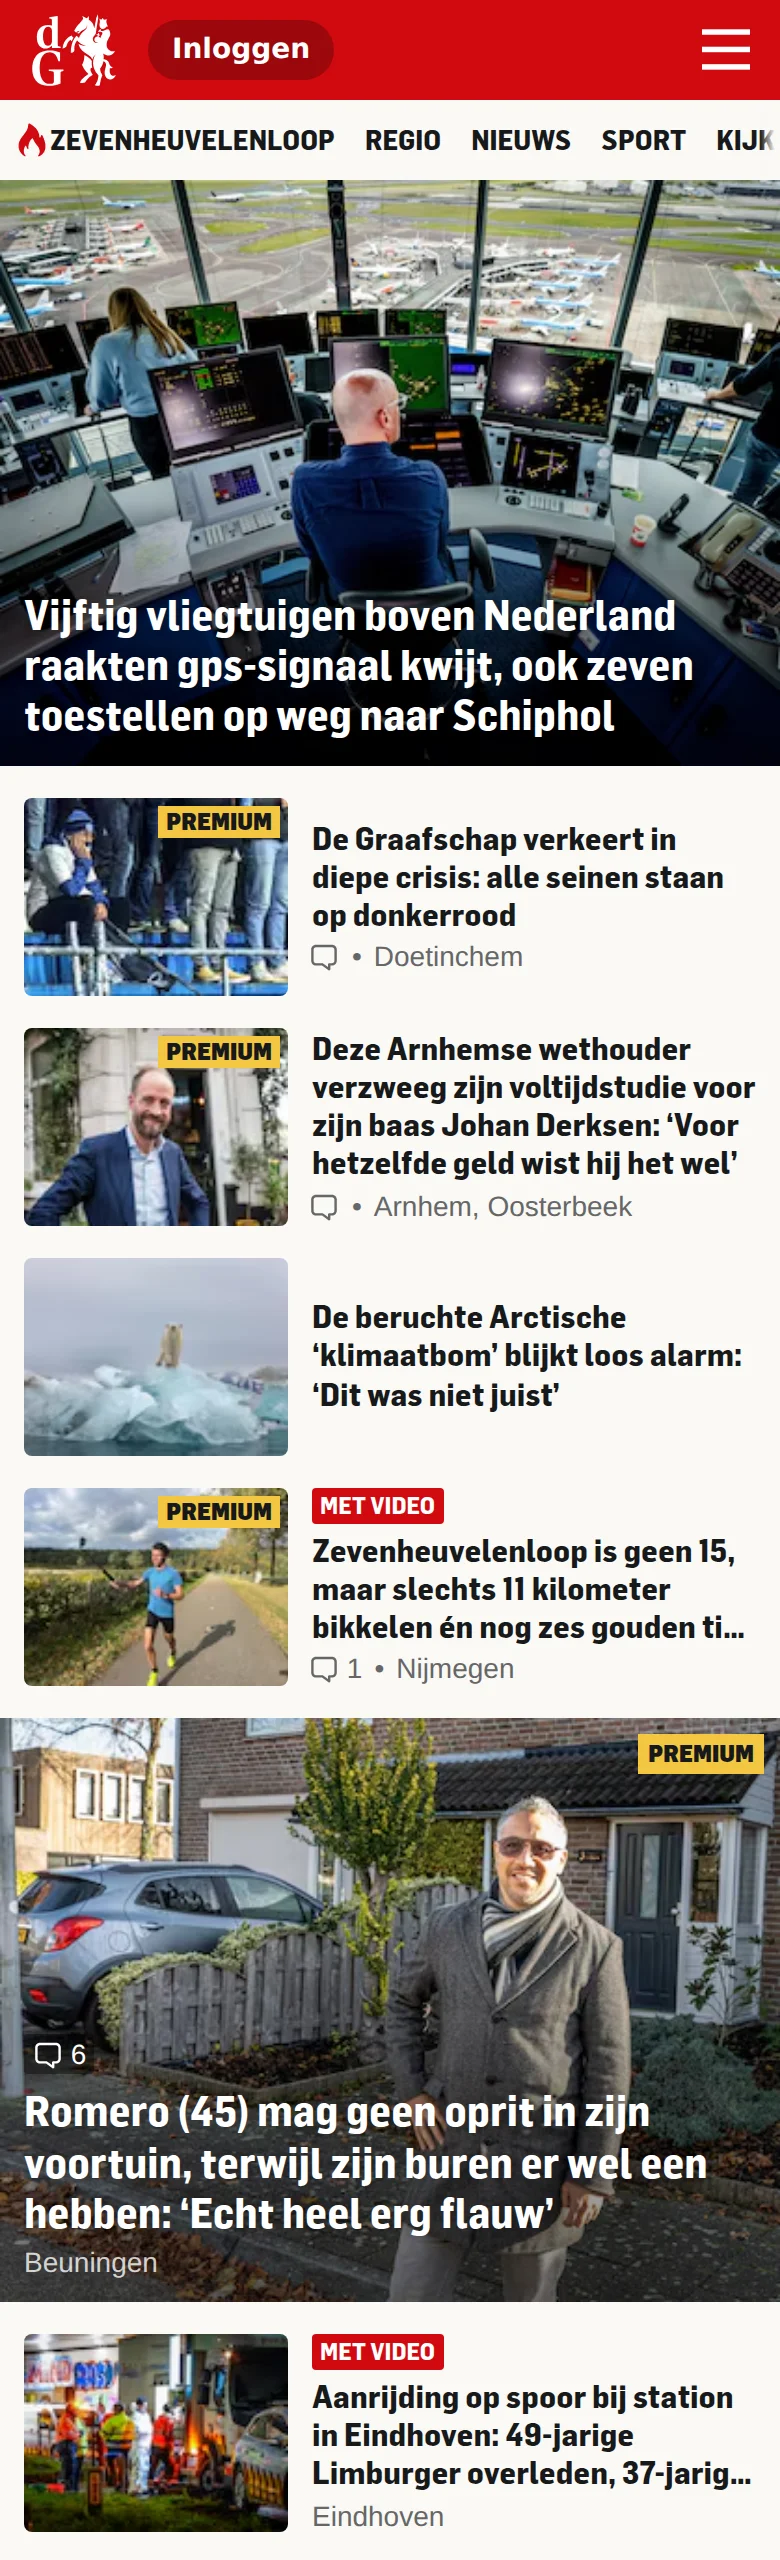 dG
Inloggen
ZEVENHEUVELENLOOP REGIO NIEUWS SPORT KIJK
Vijftig vliegtuigen boven Nederland
raakten gps-signaal kwijt, ook zeven
toestellen op weg naar Schiphol
PREMIUM
De Graafschap verkeert in
diepe crisis: alle seinen staan
op donkerrood
• Doetinchem
PREMIUM
Deze Arnhemse wethouder
verzweeg zijn voltijdstudie voor
zijn baas Johan Derksen: ‘Voor
hetzelfde geld wist hij het wel’
• Arnhem, Oosterbeek
De beruchte Arctische
‘klimaatbom’ blijkt loos alarm:
‘Dit was niet juist’
PREMIUM
MET VIDEO
Zevenheuvelenloop is geen 15,
maar slechts 11 kilometer
bikkelen én nog zes gouden ti...
1 • Nijmegen
PREMIUM
6
Romero (45) mag geen oprit in zijn
voortuin, terwijl zijn buren er wel een
hebben: ‘Echt heel erg flauw’
Beuningen
MET VIDEO
Aanrijding op spoor bij station
in Eindhoven: 49-jarige
Limburger overleden, 37-jarig...
Eindhoven